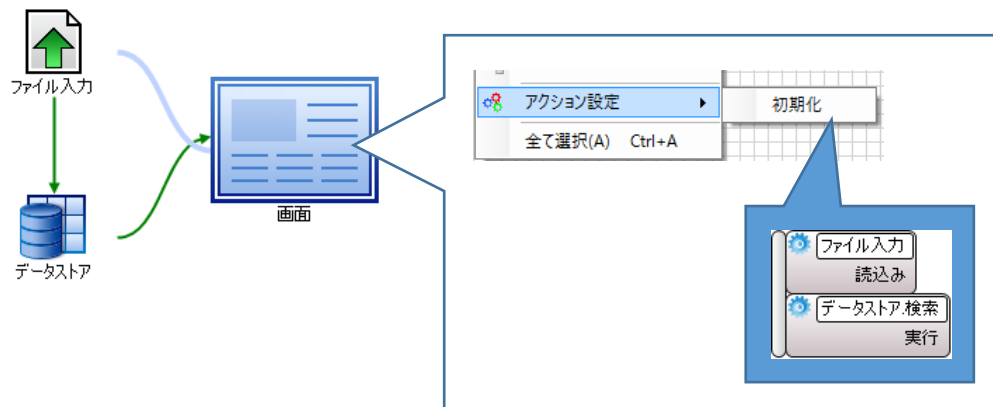 ファイル入力
データストア
画面
アクション設定
初期化
全て選択(A) Ctrl+A
ファイル入力
読込み
データストア.検索
実行